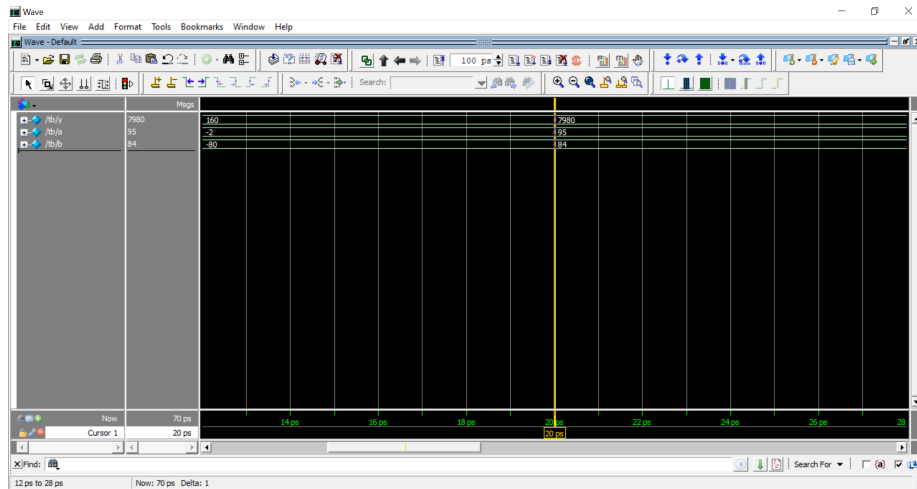 Wave
File Edit View Add Format Tools Bookmarks Window Help
Wave - Default
100 ps
Search:
Msgs
/tb/y 7980 160 7980
/tb/a 95 -2 95
/tb/b 84 -80 84
Now 70 ps 14 ps 16 ps 18 ps 20 ps 22 ps 24 ps 26 ps 28
Cursor 1 20 ps 20 ps
Find: Search For {a}
12 ps to 28 ps Now: 70 ps Delta: 1